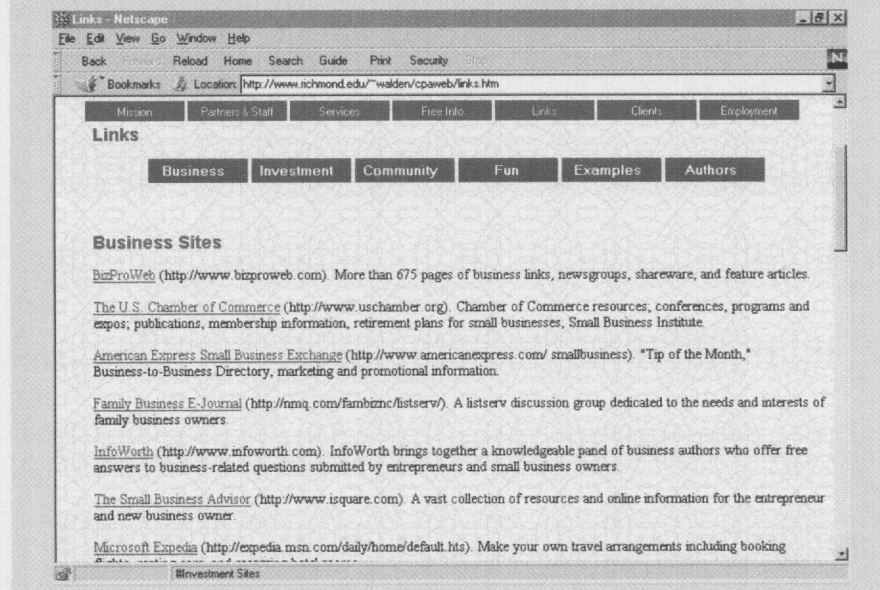 Links - Netscape
File Edit View Go Window Help
Back Forward Reload Home Search Guide Print Security Stop
N
Bookmarks Location: http://www.richmond.edu/~walden/cpaweb/links.htm
Mission Partners & Staff Services Free Info Links Clients Employment
Links
Business Investment Community Fun Examples Authors
Business Sites
BizProWeb (http://www.bizproweb.com). More than 675 pages of business links, newsgroups, shareware, and feature articles.
The U.S. Chamber of Commerce (http://www.uschamber.org). Chamber of Commerce resources; conferences, programs and
expos; publications, membership information, retirement plans for small businesses, Small Business Institute.
American Express Small Business Exchange (http://www.americanexpress.com/ smallbusiness). "Tip of the Month,"
Business-to-Business Directory, marketing and promotional information.
Family Business E-Journal (http://nmq.com/fambiznc/listserv/). A listserv discussion group dedicated to the needs and interests of
family business owners.
InfoWorth (http://www.infoworth.com). InfoWorth brings together a knowledgeable panel of business authors who offer free
answers to business-related questions submitted by entrepreneurs and small business owners.
The Small Business Advisor (http://www.isquare.com). A vast collection of resources and online information for the entrepreneur
and new business owner.
Microsoft Expedia (http://expedia.msn.com/daily/home/default.hts). Make your own travel arrangements including booking
#Investment Sites